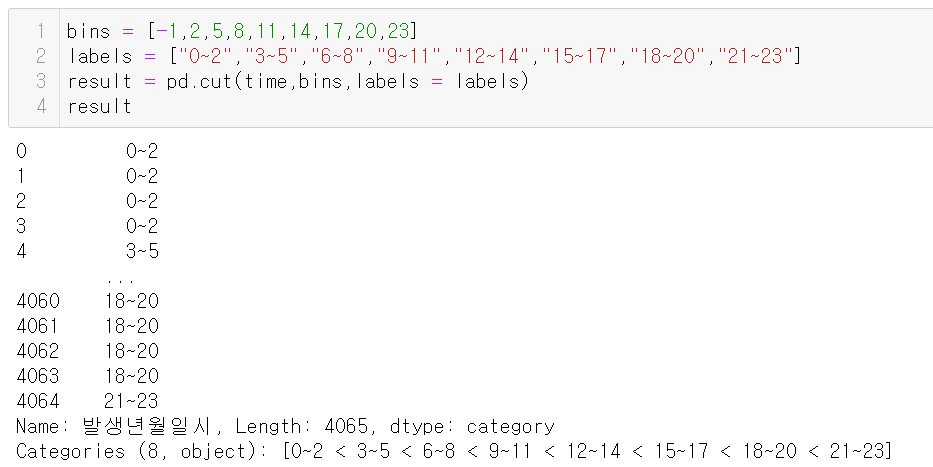 1 bins = [-1,2,5,8,11,14,17,20,23]
2 labels = ["0~2","3~5","6~8","9~11","12~14","15~17","18~20","21~23"]
3 result = pd.cut(time,bins,labels = labels)
4 result
0 0~2
1 0~2
2 0~2
3 0~2
4 3~5
...
4060 18~20
4061 18~20
4062 18~20
4063 18~20
4064 21~23
Name: 발생년월일시, Length: 4065, dtype: category
Categories (8, object): [0~2 < 3~5 < 6~8 < 9~11 < 12~14 < 15~17 < 18~20 < 21~23]